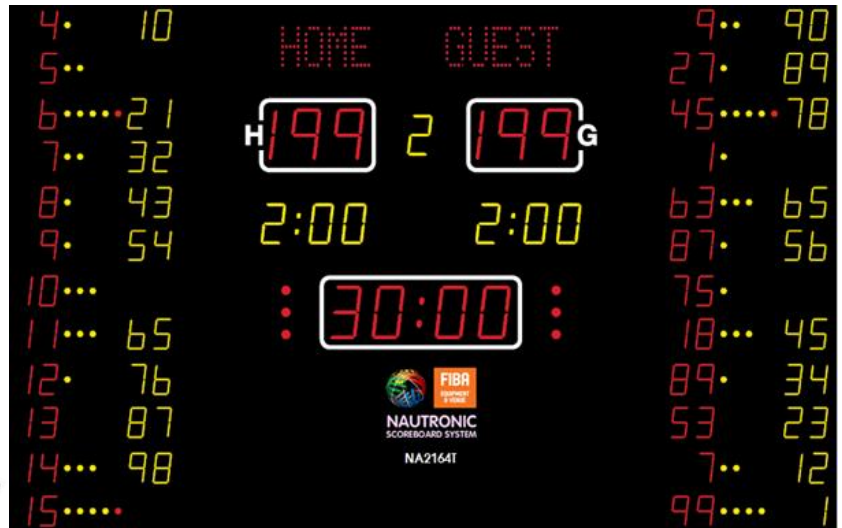 4 10 HOME GUEST 9 90
5 27 89
6 21 H 199 2 199 G 45 78
7 32 1
8 43 2:00 2:00 63 65
9 54 87 56
10 30:00 75
11 65 18 45
12 76 FIBA 89 34
EQUIPMENT
& VENUE
13 87 NAUTRONIC 53 23
SCOREBOARD SYSTEM
14 98 NA2164T 7 12
15 99 1